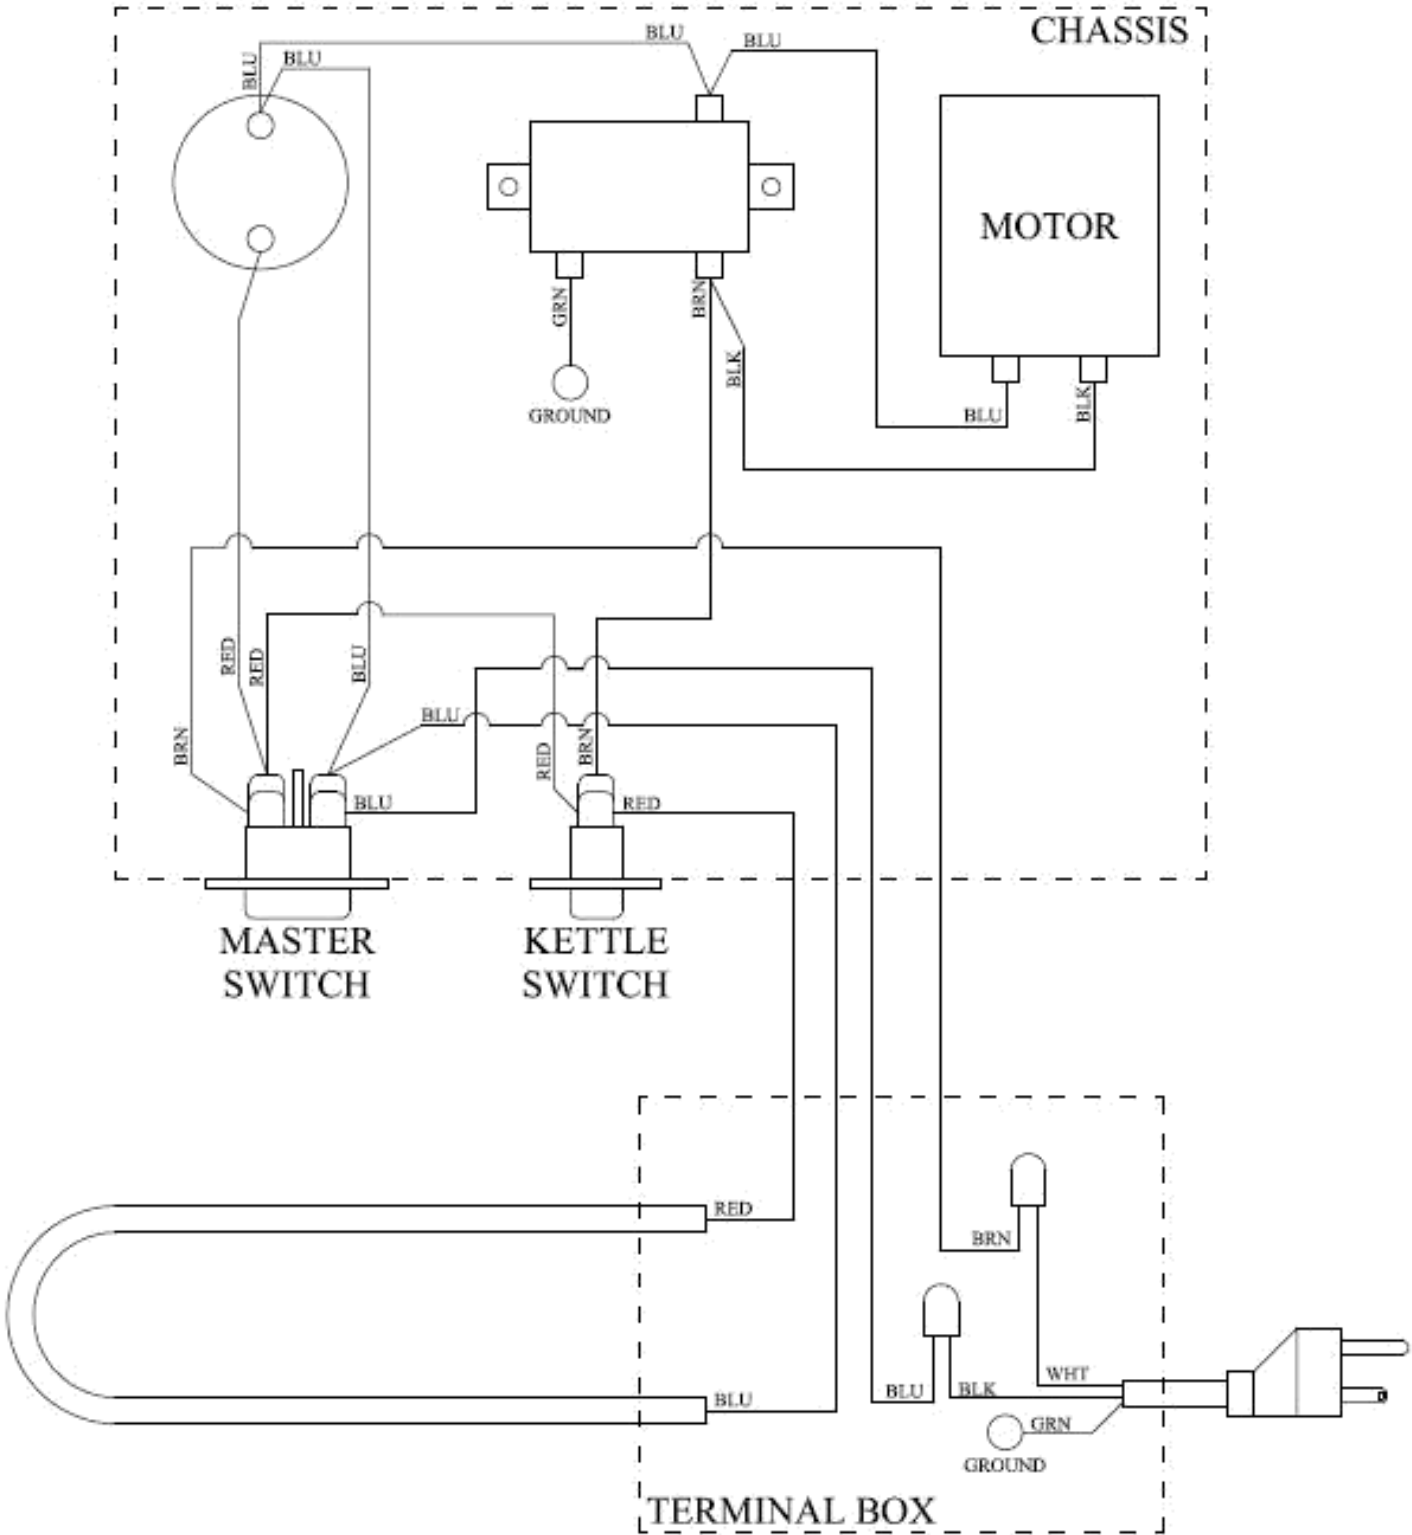 CHASSIS
BLU
BLU
BLU
BLU
MOTOR
GRN
BRN
BLK
GROUND
BLU
BLK
RED
RED
BLU
BRN
BLU
RED
BRN
BLU
RED
MASTER
SWITCH
KETTLE
SWITCH
RED
BRN
BLU
BLU
BLK
WHT
GRN
GROUND
TERMINAL BOX